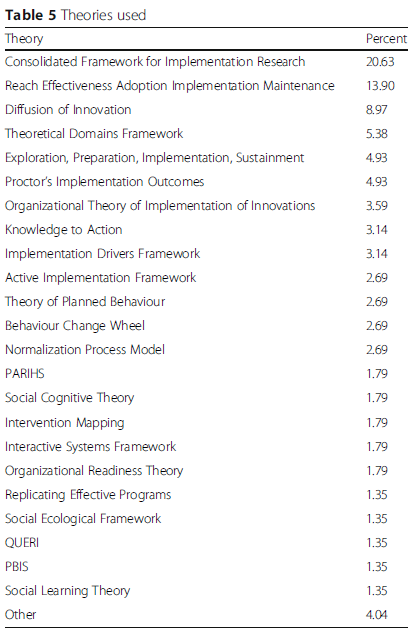 Table 5 Theories used
Theory Percent
Consolidated Framework for Implementation Research 20.63
Reach Effectiveness Adoption Implementation Maintenance 13.90
Diffusion of Innovation 8.97
Theoretical Domains Framework 5.38
Exploration, Preparation, Implementation, Sustainment 4.93
Proctor's Implementation Outcomes 4.93
Organizational Theory of Implementation of Innovations 3.59
Knowledge to Action 3.14
Implementation Drivers Framework 3.14
Active Implementation Framework 2.69
Theory of Planned Behaviour 2.69
Behaviour Change Wheel 2.69
Normalization Process Model 2.69
PARIHS 1.79
Social Cognitive Theory 1.79
Intervention Mapping 1.79
Interactive Systems Framework 1.79
Organizational Readiness Theory 1.79
Replicating Effective Programs 1.35
Social Ecological Framework 1.35
QUERI 1.35
PBIS 1.35
Social Learning Theory 1.35
Other 4.04